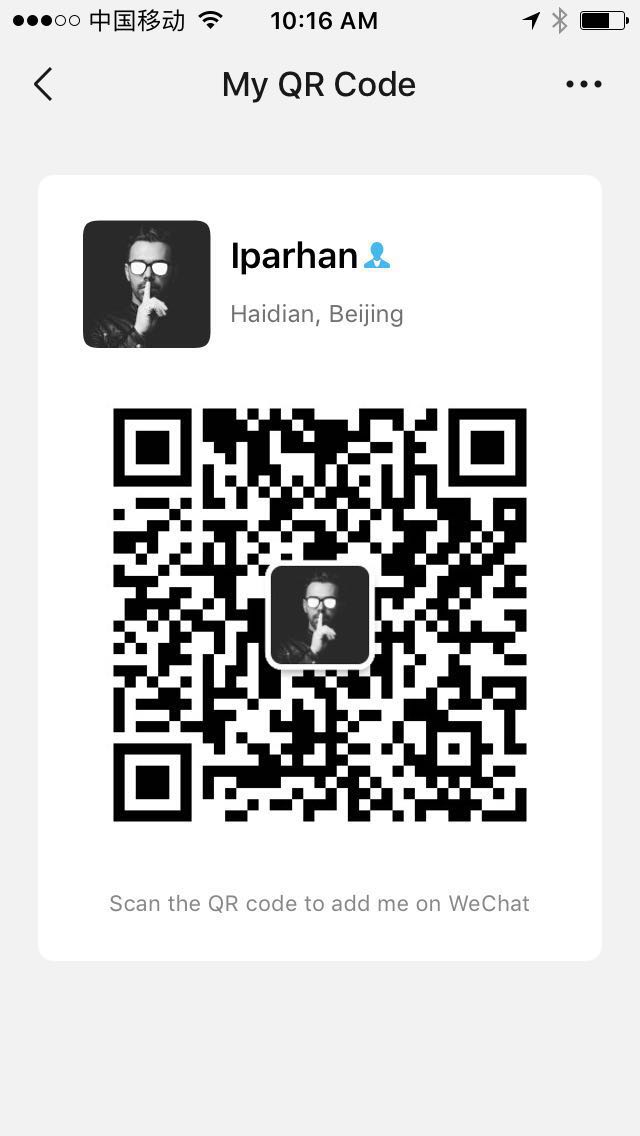 中国移动 10:16 AM
My QR Code
Iparhan
Haidian, Beijing
Scan the QR code to add me on WeChat